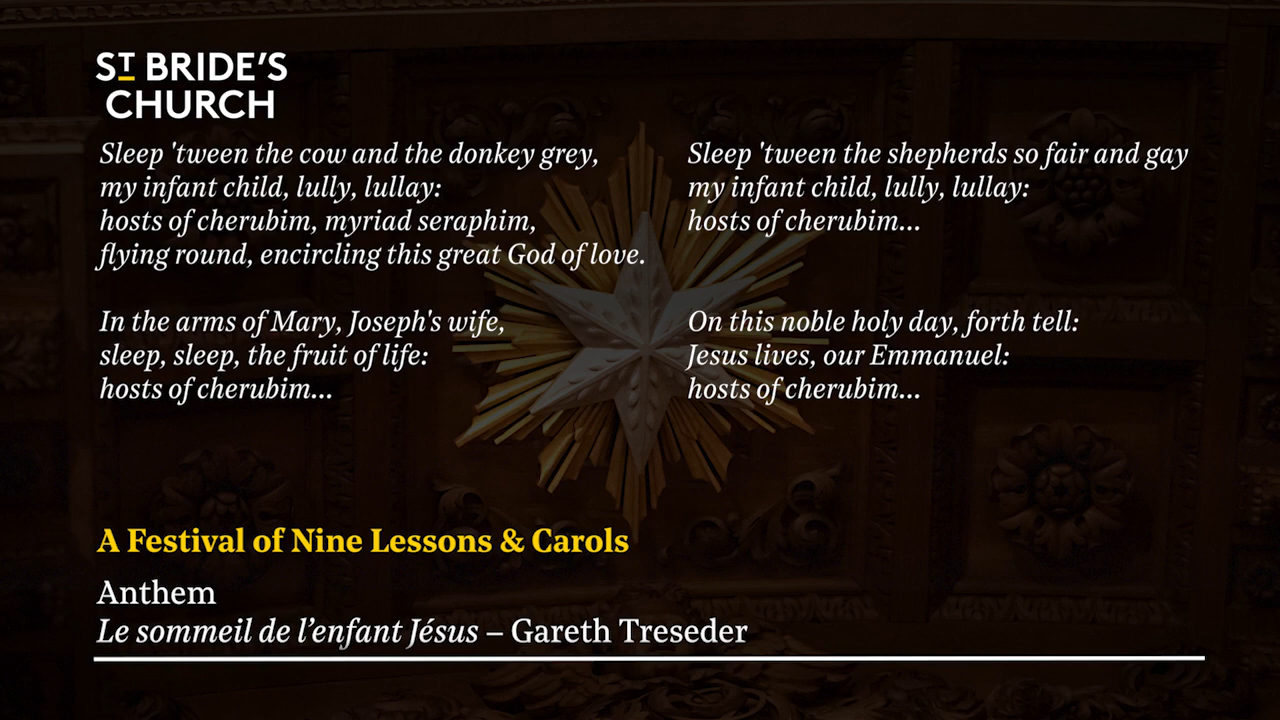 ST BRIDE'S
CHURCH
Sleep 'tween the cow and the donkey grey,
my infant child, lully, lullay:
hosts of cherubim, myriad seraphim,
flying round, encircling this great God of love.
In the arms of Mary, Joseph's wife,
sleep, sleep, the fruit of life:
hosts of cherubim...
Sleep 'tween the shepherds so fair and gay
my infant child, lully, lullay:
hosts of cherubim...
On this noble holy day, forth tell:
Jesus lives, our Emmanuel:
hosts of cherubim...
A Festival of Nine Lessons & Carols
Anthem
Le sommeil de l’enfant Jésus – Gareth Treseder